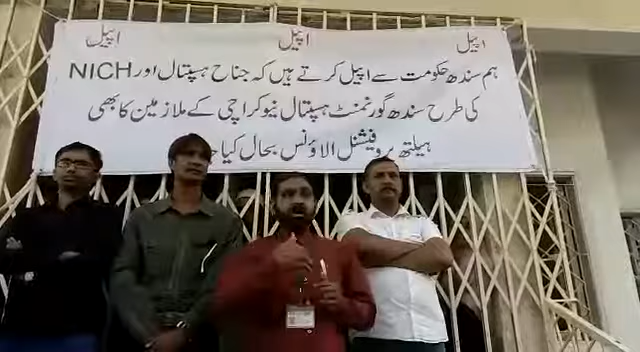 اپیل اپیل اپیل
ہم سندھ حکومت سے اپیل کرتے ہیں کہ جناح ہسپتال اور NICH
کی طرح سندھ گورنمنٹ ہسپتال نیو کراچی کے ملازمین کا بھی
ہیلتھ پروفیشنل الاؤنس بحال کیا